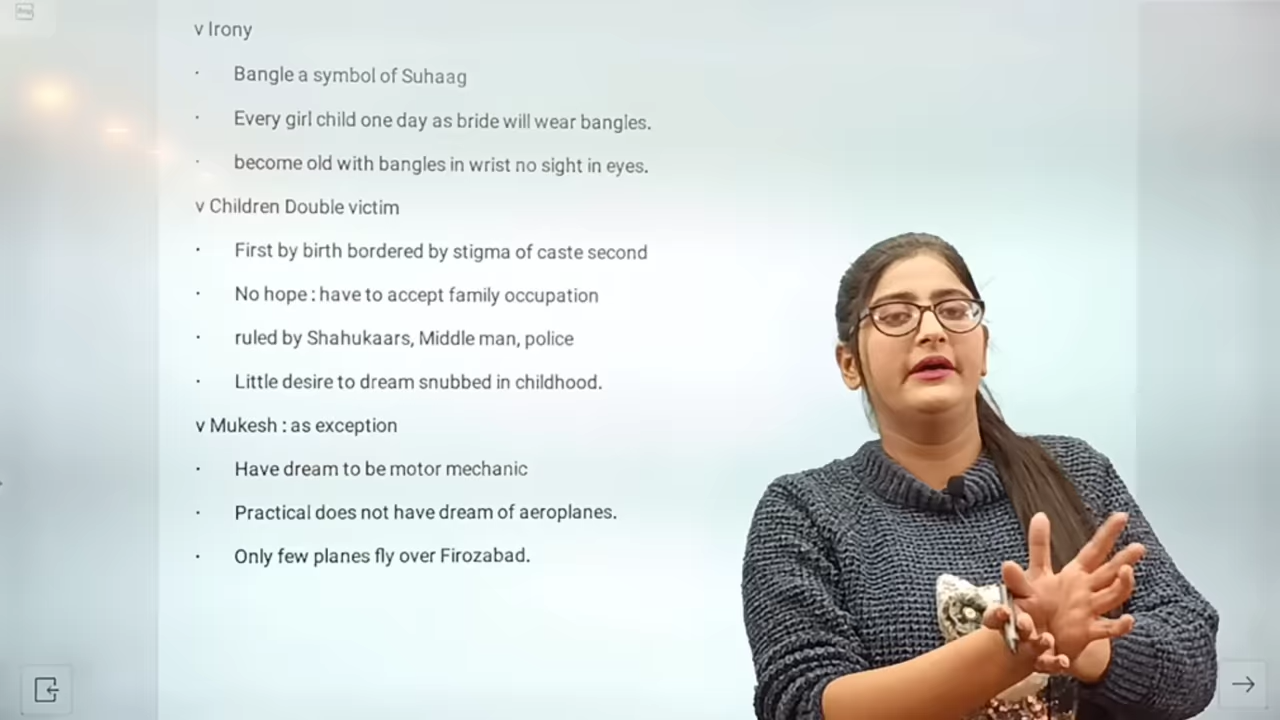 v Irony
· Bangle a symbol of Suhaag
· Every girl child one day as bride will wear bangles.
· become old with bangles in wrist no sight in eyes.
v Children Double victim
· First by birth bordered by stigma of caste second
· No hope : have to accept family occupation
· ruled by Shahukaars, Middle man, police
· Little desire to dream snubbed in childhood.
v Mukesh : as exception
· Have dream to be motor mechanic
· Practical does not have dream of aeroplanes.
· Only few planes fly over Firozabad.